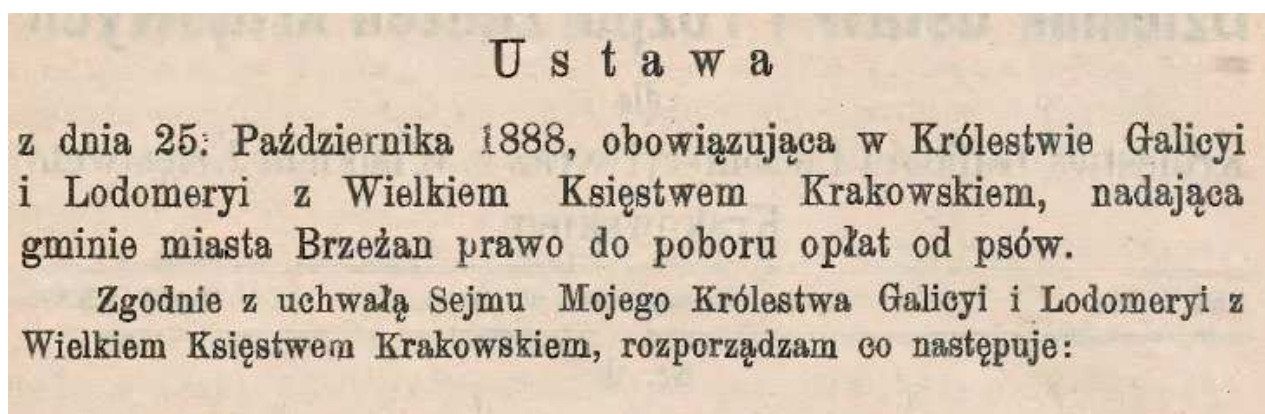 Ustawa
z dnia 25. Października 1888, obowiązująca w Królestwie Galicyi
i Lodomeryi z Wielkiem Księstwem Krakowskiem, nadająca
gminie miasta Brzeżan prawo do poboru opłat od psów.
Zgodnie z uchwałą Sejmu Mojego Królestwa Galicyi i Lodomeryi z
Wielkiem Księstwem Krakowskiem, rozporządzam co następuje: